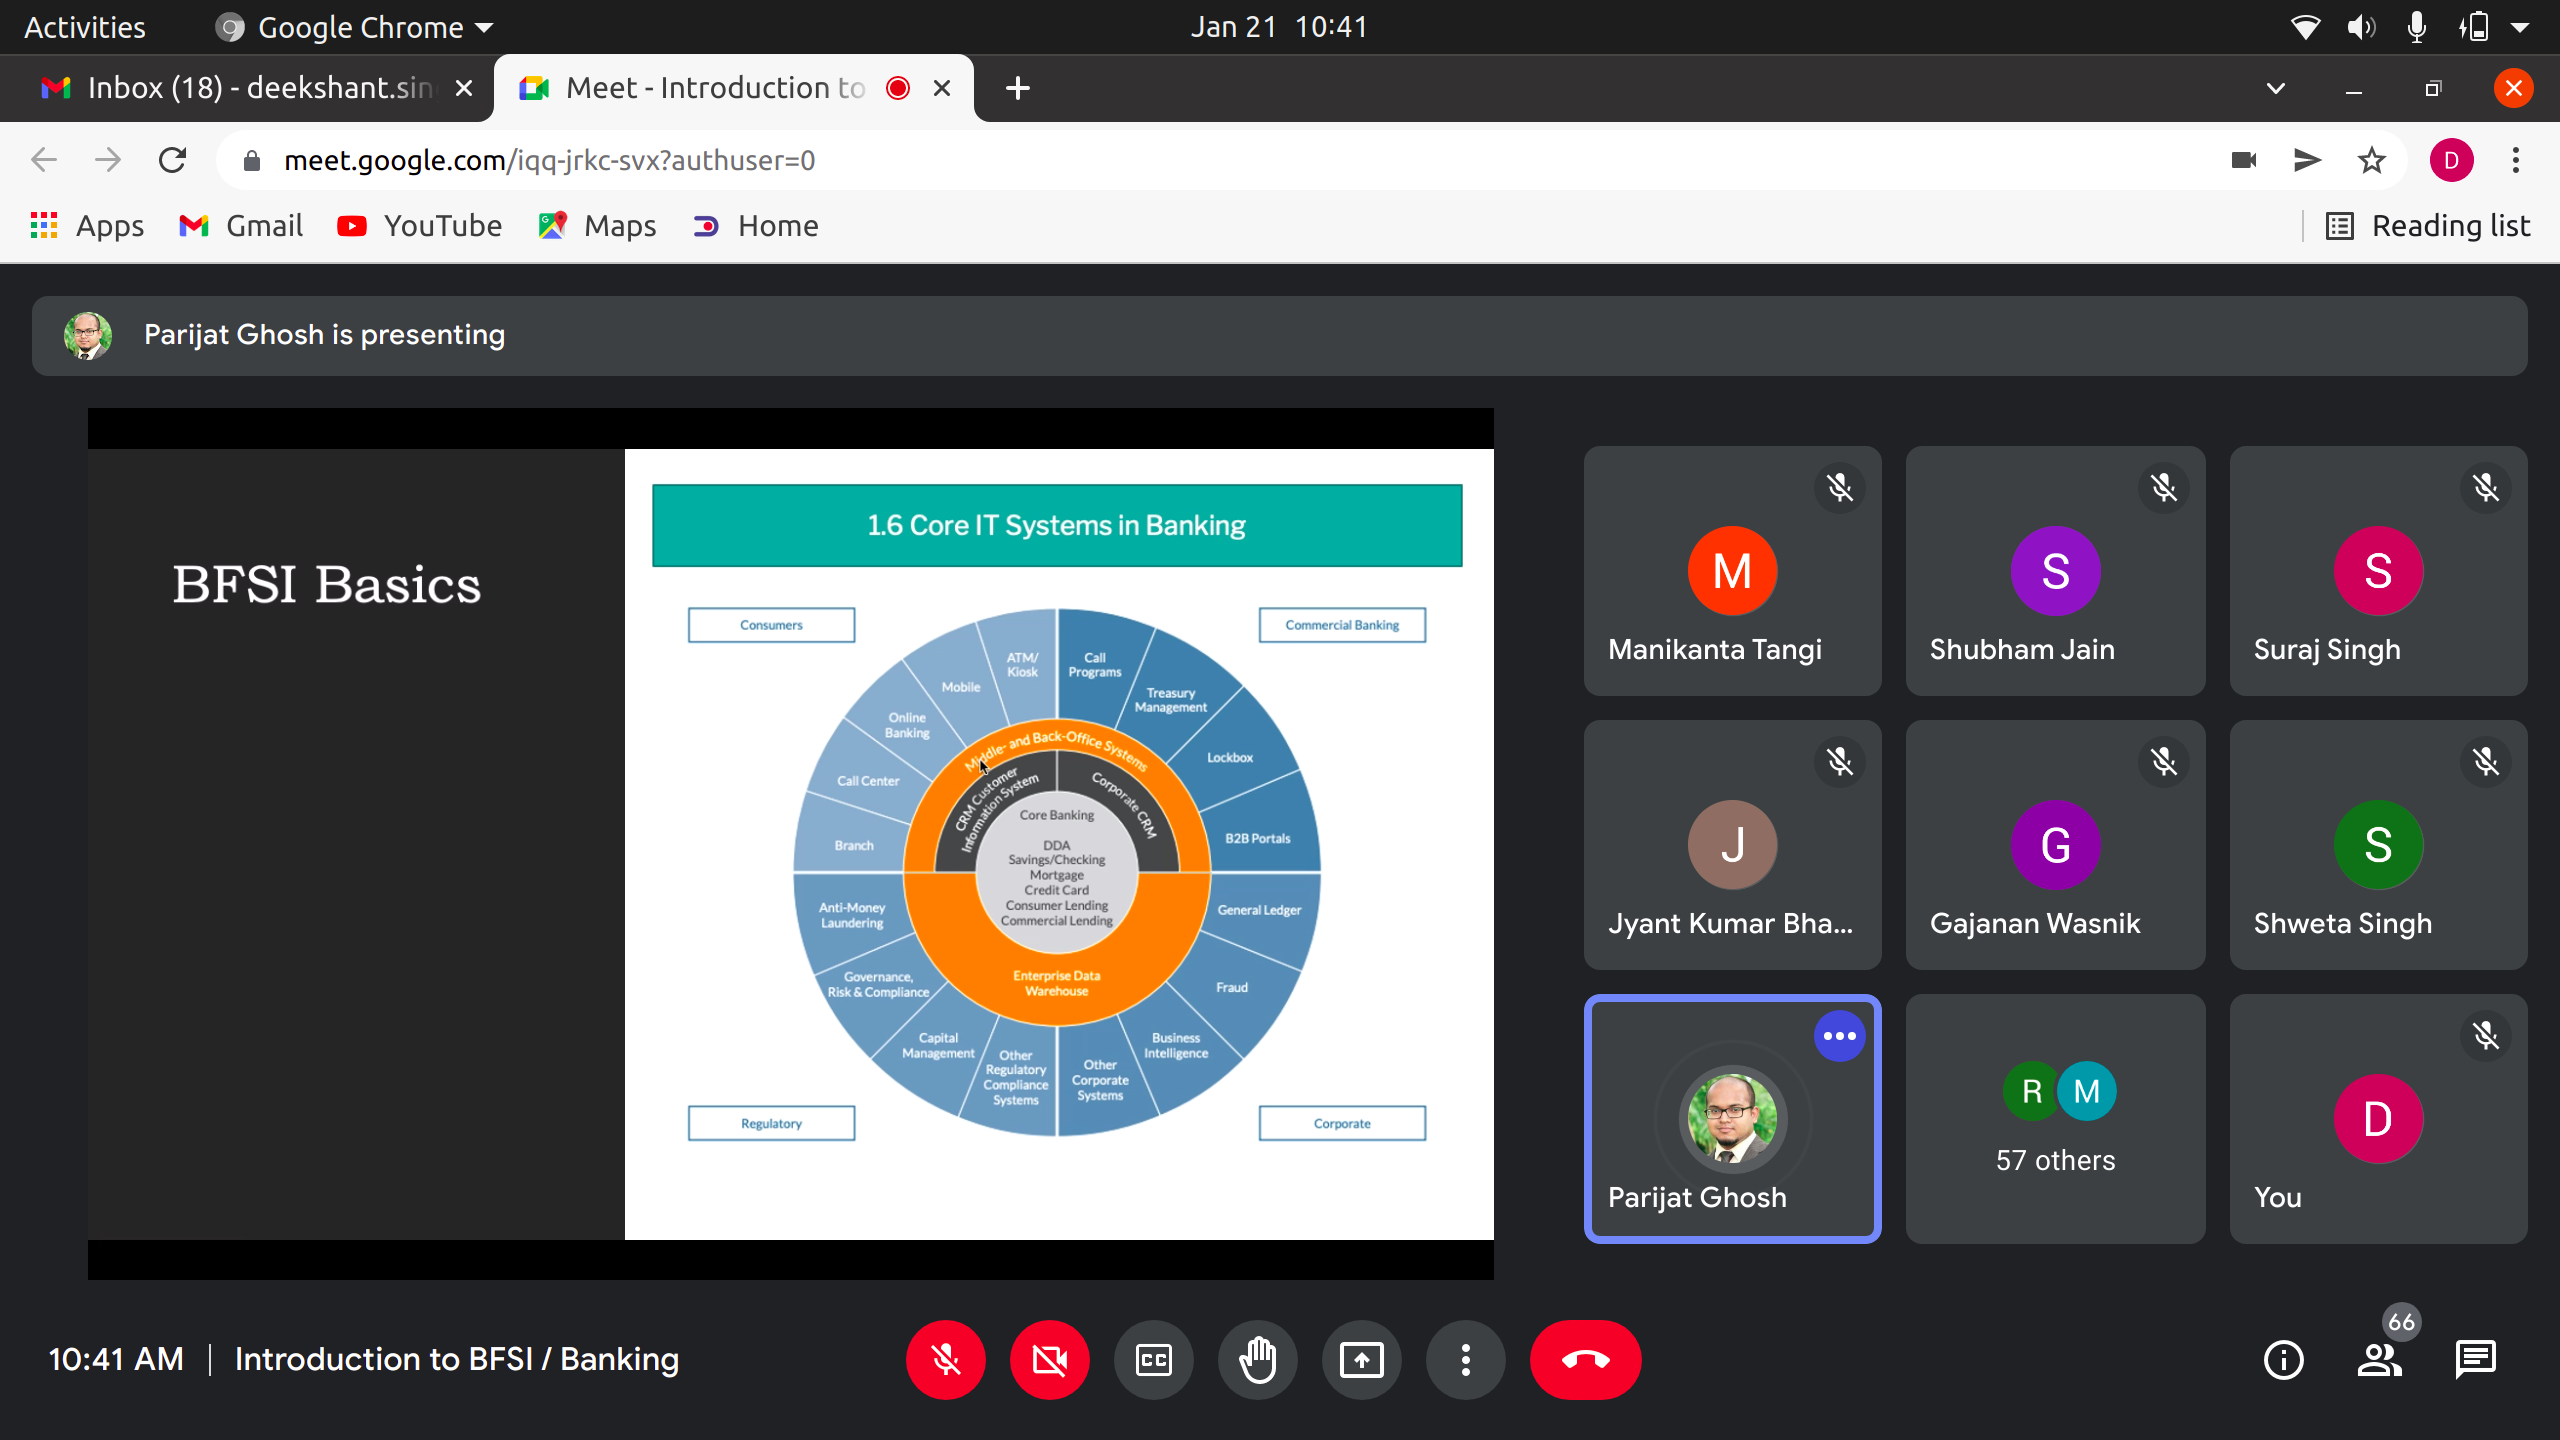 Activities
Google Chrome
Jan 21 10:41
Inbox (18) - deekshant.sin
Meet - Introduction to
meet.google.com/iqq-jrkc-svx?authuser=0
D
Apps
Gmail
YouTube
Maps
Home
Reading list
Parijat Ghosh is presenting
BFSI Basics
1.6 Core IT Systems in Banking
Consumers
Commercial Banking
ATM/
Kiosk
Call
Programs
Mobile
Treasury
Management
Online
Banking
Lockbox
Call Center
B2B Portals
Branch
Middle- and Back-Office Systems
CRM Customer
Information System
Corporate CRM
Core Banking
DDA
Savings/Checking
Mortgage
Credit Card
Consumer Lending
Commercial Lending
Anti-Money
Laundering
General Ledger
Governance,
Risk & Compliance
Fraud
Enterprise Data
Warehouse
Capital
Management
Business
Intelligence
Other
Regulatory
Compliance
Systems
Other
Corporate
Systems
Regulatory
Corporate
M
Manikanta Tangi
S
Shubham Jain
S
Suraj Singh
J
Jyant Kumar Bha...
G
Gajanan Wasnik
S
Shweta Singh
Parijat Ghosh
R
M
57 others
D
You
10:41 AM | Introduction to BFSI / Banking
CC
66